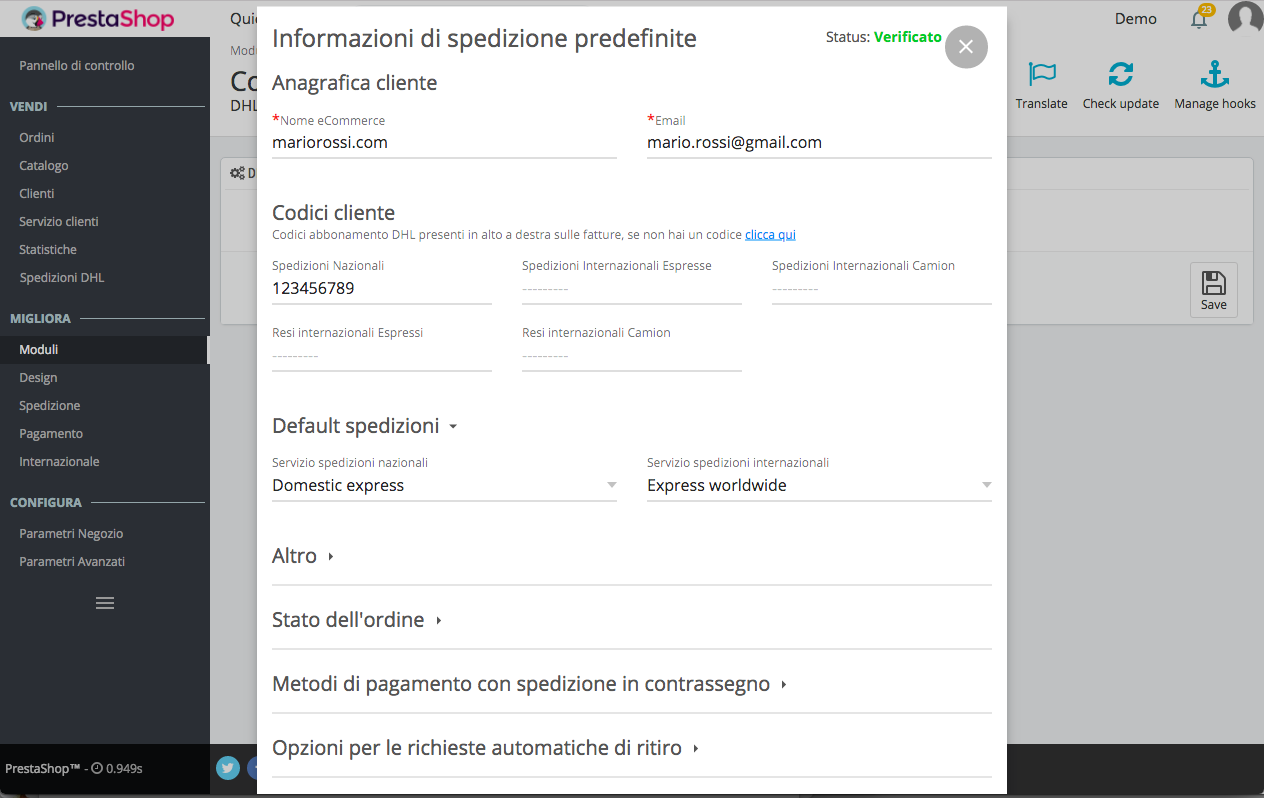 PrestaShop
Pannello di controllo
VENDI
Ordini
Catalogo
Clienti
Servizio clienti
Statistiche
Spedizioni DHL
MIGLIORA
Moduli
Design
Spedizione
Pagamento
Internazionale
CONFIGURA
Parametri Negozio
Parametri Avanzati
PrestaShop™ - 0.949s
DHL
Demo
23
Translate
Check update
Manage hooks
Save
Informazioni di spedizione predefinite
Status: Verificato
Anagrafica cliente
*Nome eCommerce
mariorossi.com
*Email
mario.rossi@gmail.com
Codici cliente
Codici abbonamento DHL presenti in alto a destra sulle fatture, se non hai un codice clicca qui
Spedizioni Nazionali
123456789
Spedizioni Internazionali Espresse
---------
Spedizioni Internazionali Camion
---------
Resi internazionali Espressi
---------
Resi internazionali Camion
---------
Default spedizioni
Servizio spedizioni nazionali
Domestic express
Servizio spedizioni internazionali
Express worldwide
Altro
Stato dell'ordine
Metodi di pagamento con spedizione in contrassegno
Opzioni per le richieste automatiche di ritiro